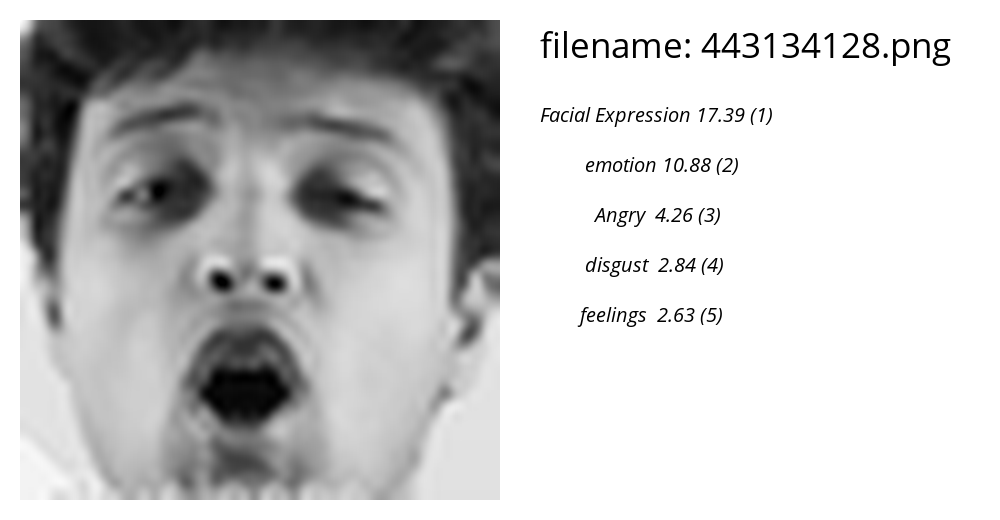 filename: 443134128.png
Facial Expression 17.39 (1)
emotion 10.88 (2)
Angry 4.26 (3)
disgust 2.84 (4)
feelings 2.63 (5)